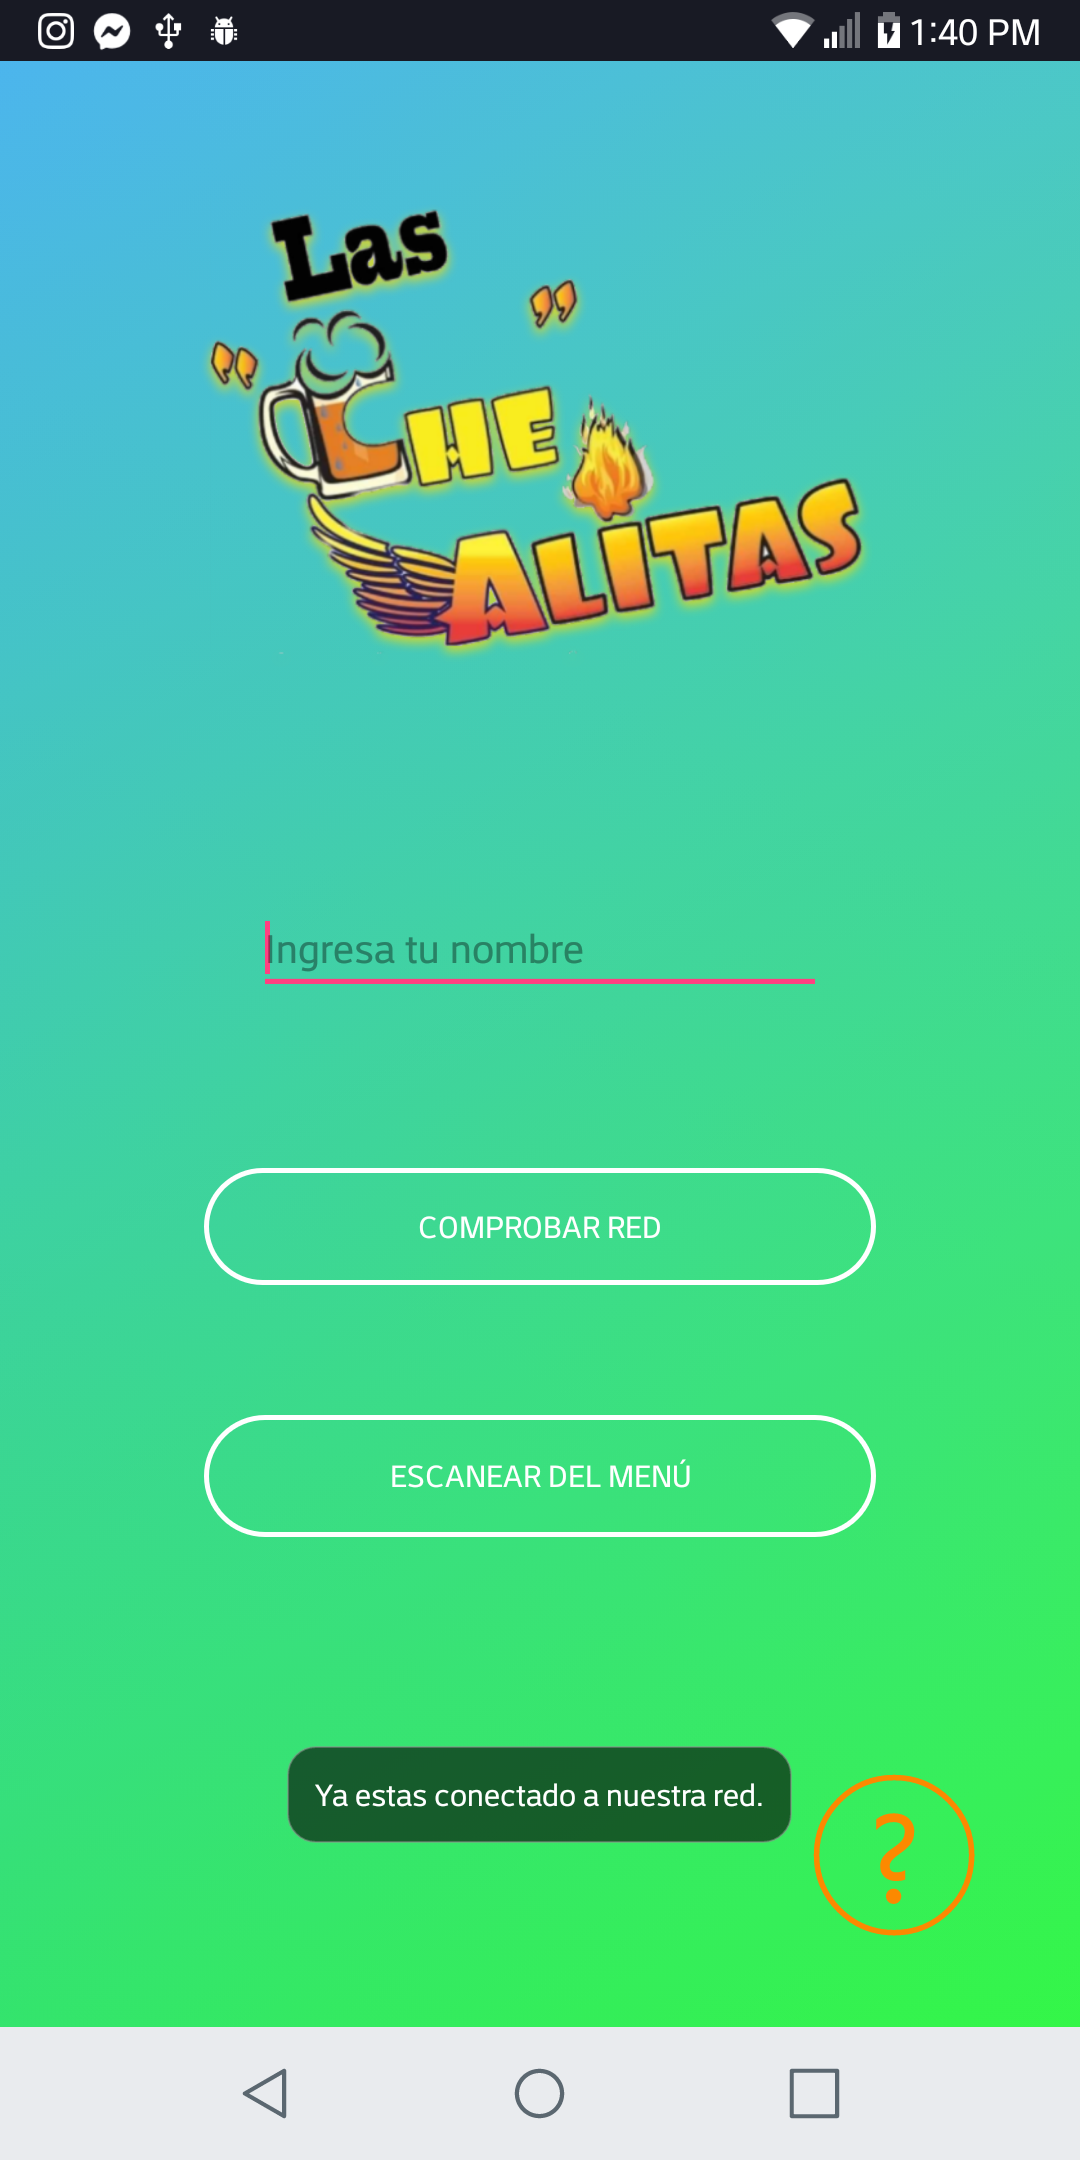 1:40 PM
Las
"CHE"
ALITAS
Ingresa tu nombre
COMPROBAR RED
ESCANEAR DEL MENÚ
Ya estas conectado a nuestra red.
?